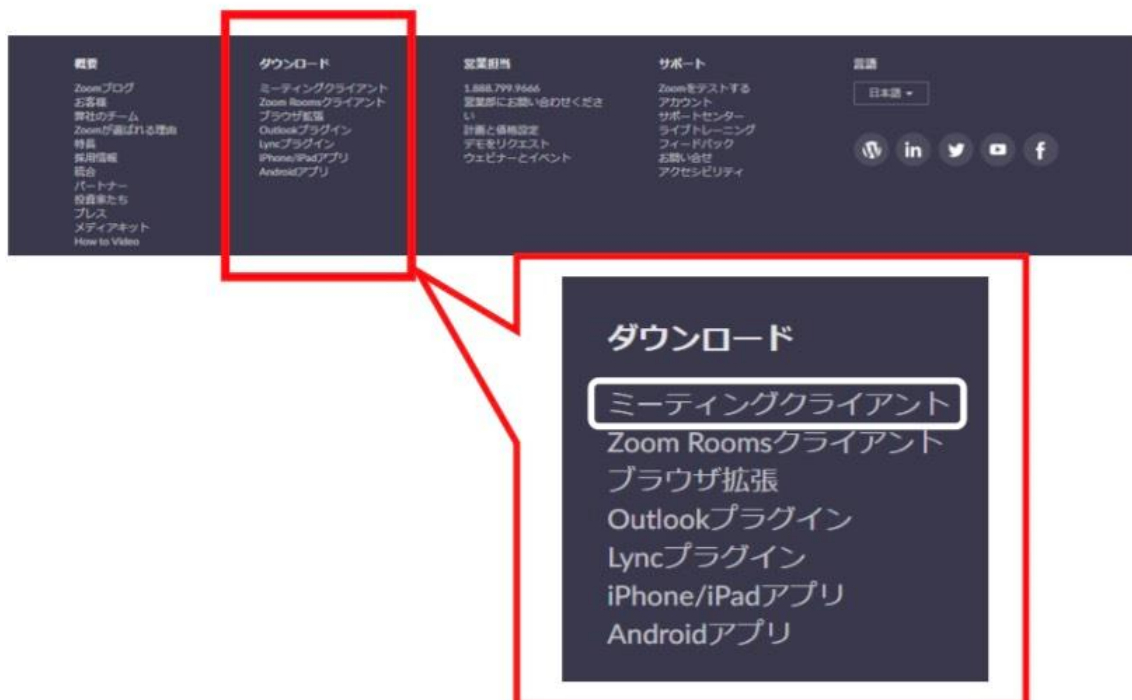 概要
Zoomブログ
お客様
弊社のチーム
Zoomが選ばれる理由
特長
採用情報
統合
パートナー
投資家たち
プレス
メディアキット
How to Video
ダウンロード
ミーティングクライアント
Zoom Roomsクライアント
ブラウザ拡張
Outlookプラグイン
Lyncプラグイン
iPhone/iPadアプリ
Androidアプリ
営業担当
1.888.799.9666
営業部にお問い合わせくださ
い
計画と価格設定
デモをリクエスト
ウェビナーとイベント
サポート
Zoomをテストする
アカウント
サポートセンター
ライブトレーニング
フィードバック
お問い合せ
アクセシビリティ
言語
日本語
in
f
ダウンロード
ミーティングクライアント
Zoom Roomsクライアント
ブラウザ拡張
Outlookプラグイン
Lyncプラグイン
iPhone/iPadアプリ
Androidアプリ